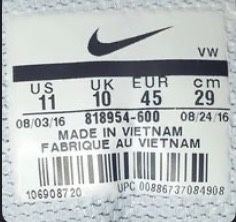 VW
US UK EUR cm
11 10 45 29
08/03/16 818954-600 08/24/16
MADE IN VIETNAM
FABRIQUE AU VIETNAM
106908720 UPC 00886737084908